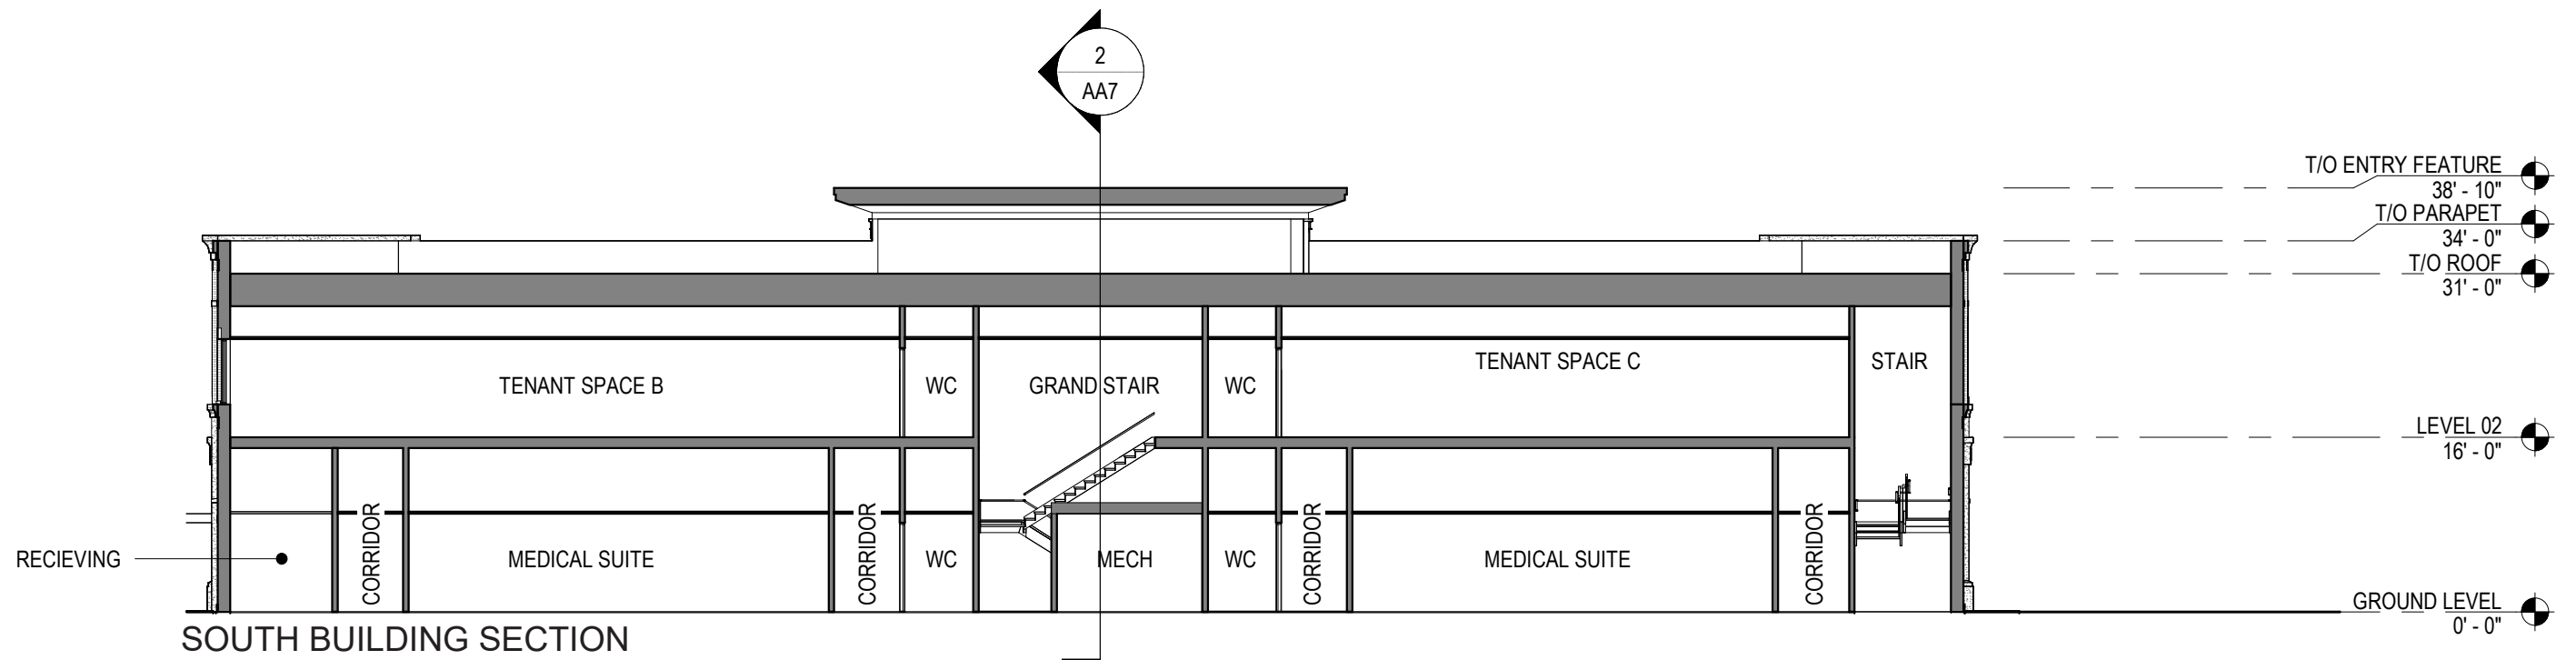 2
AA7
T/O ENTRY FEATURE
38' - 10"
T/O PARAPET
34' - 0"
T/O ROOF
31' - 0"
TENANT SPACE B
WC
GRAND STAIR
WC
TENANT SPACE C
STAIR
LEVEL 02
16' - 0"
RECIEVING
CORRIDOR
MEDICAL SUITE
CORRIDOR
WC
MECH
WC
CORRIDOR
MEDICAL SUITE
CORRIDOR
GROUND LEVEL
0' - 0"
SOUTH BUILDING SECTION